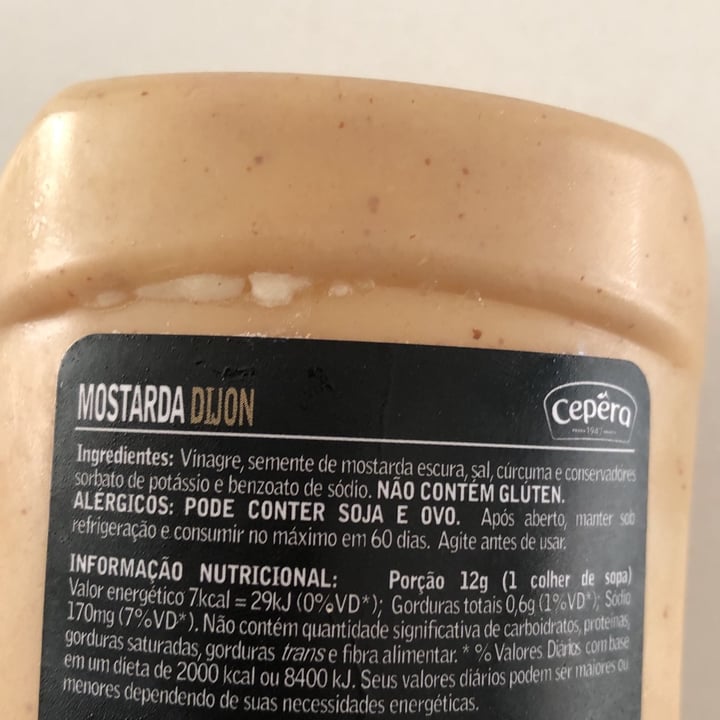 MOSTARDA DIJON
Cepêra
1947
Ingredientes: Vinagre, semente de mostarda escura, sal, cúrcuma e conservadores
sorbato de potássio e benzoato de sódio. NÃO CONTÉM GLÚTEN.
ALÉRGICOS: PODE CONTER SOJA E OVO. Após aberto, manter sob
refrigeração e consumir no máximo em 60 dias. Agite antes de usar.
INFORMAÇÃO NUTRICIONAL: Porção 12g (1 colher de sopa)
Valor energético 7kcal = 29kJ (0%VD*); Gorduras totais 0,6g (1%VD*); Sódio
170mg (7%VD*). Não contém quantidade significativa de carboidratos, proteínas,
gorduras saturadas, gorduras trans e fibra alimentar. * % Valores Diários com base
em um dieta de 2000 kcal ou 8400 kJ. Seus valores diários podem ser maiores ou
menores dependendo de suas necessidades energéticas.